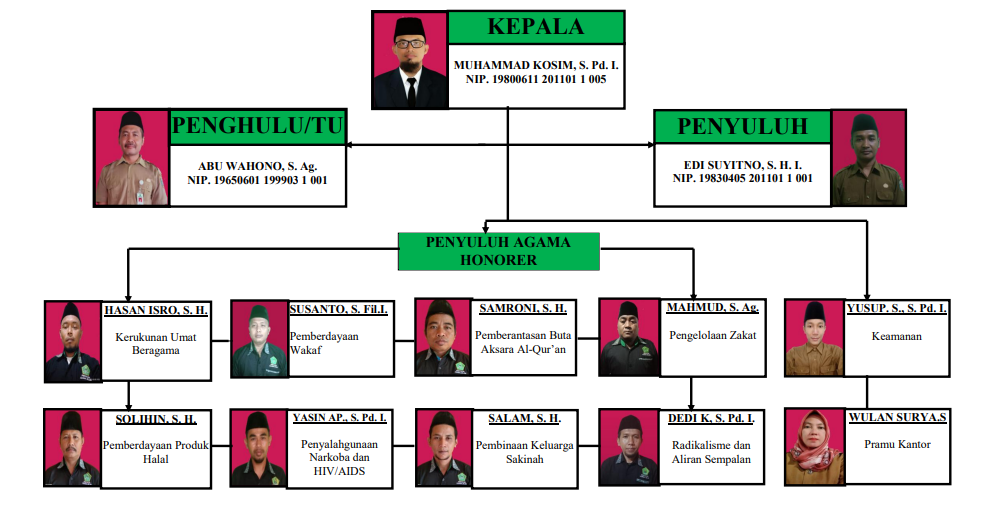 KEPALA
MUHAMMAD KOSIM, S. Pd. I.
NIP. 19800611 201101 1 005
PENGHULU/TU
ABU WAHONO, S. Ag.
NIP. 19650601 199903 1 001
PENYULUH
EDI SUYITNO, S. H. I.
NIP. 19830405 201101 1 001
PENYULUH AGAMA
HONORER
HASAN ISRO, S. H.
Kerukunan Umat
Beragama
SUSANTO, S. Fil.I.
Pemberdayaan
Wakaf
SAMRONI, S. H.
Pemberantasan Buta
Aksara Al-Qur’an
MAHMUD, S. Ag.
Pengelolaan Zakat
YUSUP. S., S. Pd. I.
Keamanan
SOLIHIN, S. H.
Pemberdayaan Produk
Halal
YASIN AP., S. Pd. I.
Penyalahgunaan
Narkoba dan
HIV/AIDS
SALAM, S. H.
Pembinaan Keluarga
Sakinah
DEDI K, S. Pd. I.
Radikalisme dan
Aliran Sempalan
WULAN SURYA.S
Pramu Kantor